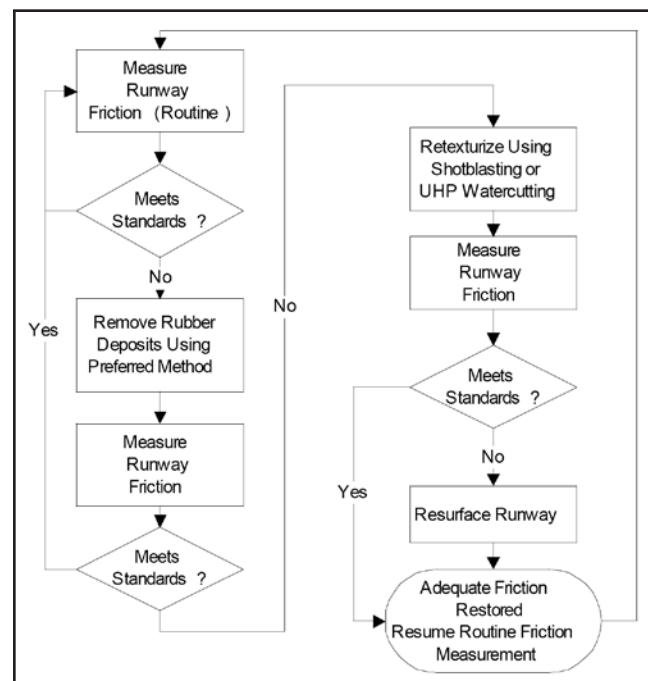 Measure
Runway
Friction (Routine )
Meets
Standards ?
No
Yes
Remove Rubber
Deposits Using
Preferred Method
Measure
Runway
Friction
Meets
Standards ?
No
Retexturize Using
Shotblasting or
UHP Watercutting
Measure
Runway
Friction
Meets
Standards ?
No
Yes
Resurface Runway
Adequate Friction
Restored
Resume Routine Friction
Measurement